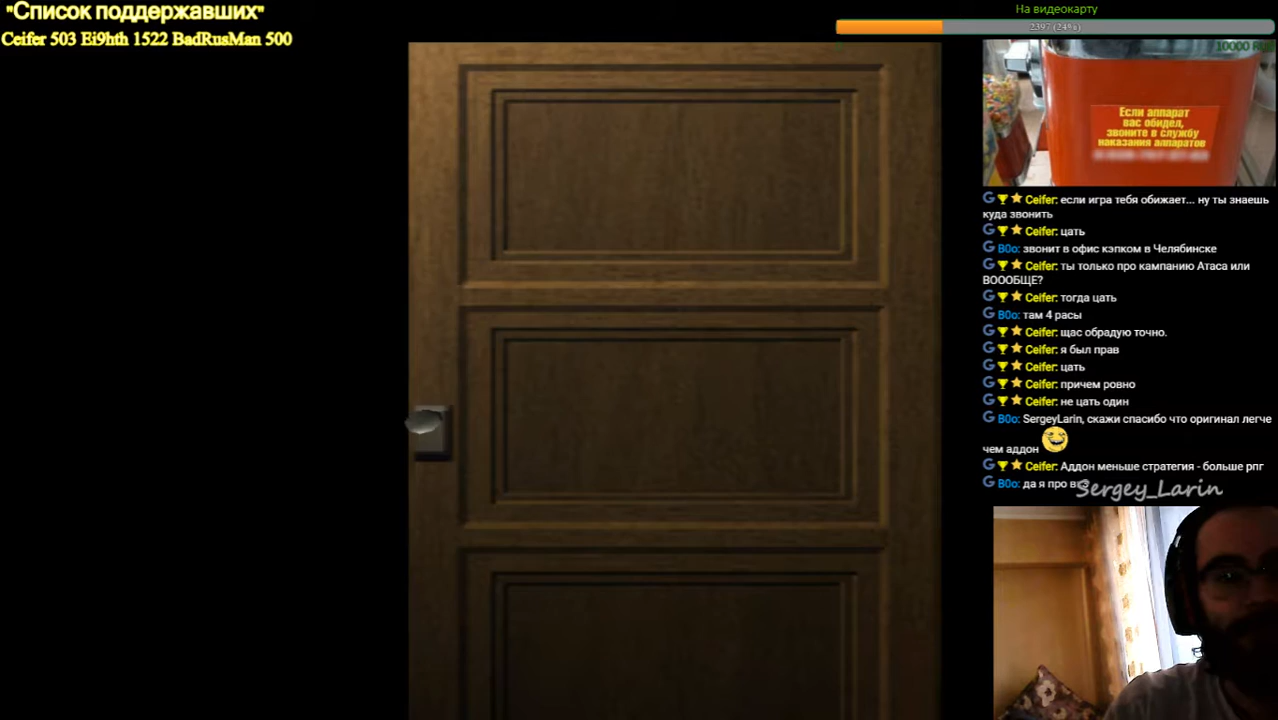 "Список поддержавших"
Ceifer 503 Ei9hth 1522 BadRusMan 500
На видеокарту
2397 (24%)
10000
Если аппарат
вас обидел,
звоните в службу
наказания аппаратов
Ceifer: если игра тебя обижает... ну ты знаешь
куда звонить
Ceifer: цать
B0o: звонит в офис кэпком в Челябинске
Ceifer: ты только про кампанию Атаса или
ВОООБЩЕ?
Ceifer: тогда цать
B0o: там 4 расы
Ceifer: щас обрадую точно.
Ceifer: я был прав
Ceifer: цать
Ceifer: причем ровно
Ceifer: не цать один
B0o: SergeyLarin, скажи спасибо что оригинал легче
чем аддон
Ceifer: Аддон меньше стратегия - больше рпг
B0o: да я про
Sergey_Larin